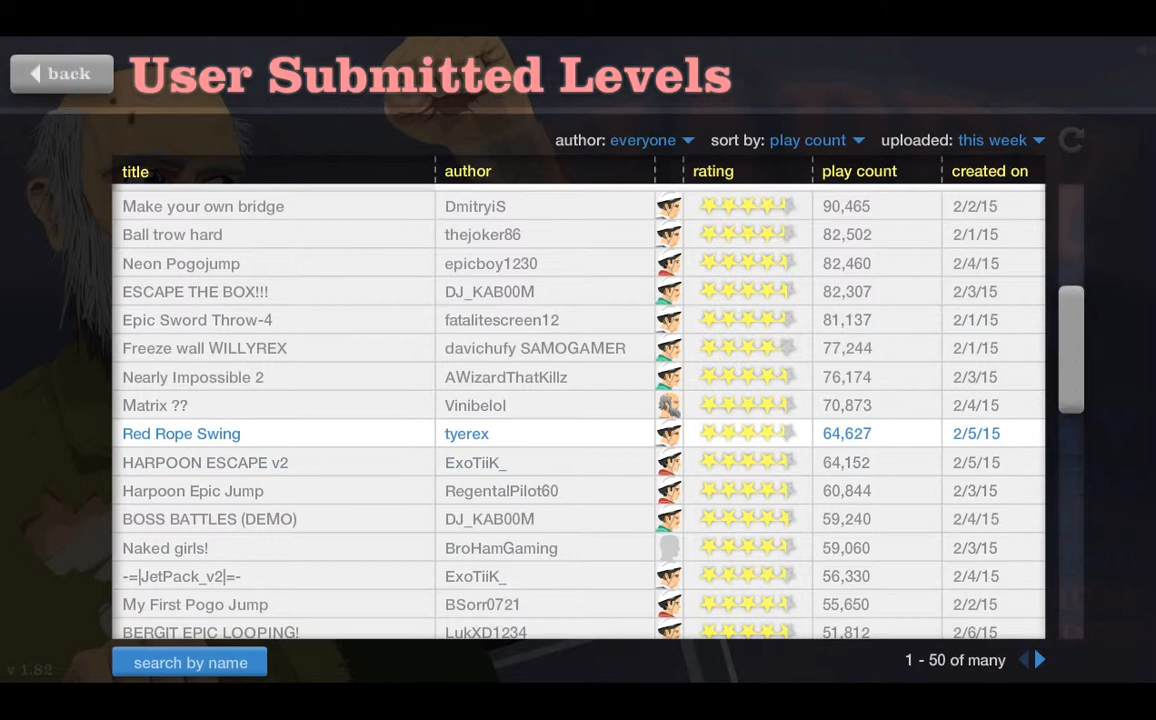 back
User Submitted Levels
author: everyone sort by: play count uploaded: this week
title author rating play count created on
Make your own bridge DmitryiS 90,465 2/2/15
Ball trow hard thejoker86 82,502 2/1/15
Neon Pogojump epicboy1230 82,460 2/4/15
ESCAPE THE BOX!!! DJ_KAB00M 82,307 2/3/15
Epic Sword Throw-4 fatalitescreen12 81,137 2/1/15
Freeze wall WILLYREX davichufy SAMOGAMER 77,244 2/1/15
Nearly Impossible 2 AWizardThatKillz 76,174 2/3/15
Matrix ?? Vinibelol 70,873 2/4/15
Red Rope Swing tyerex 64,627 2/5/15
HARPOON ESCAPE v2 ExoTiiK_ 64,152 2/5/15
Harpoon Epic Jump RegentalPilot60 60,844 2/3/15
BOSS BATTLES (DEMO) DJ_KAB00M 59,240 2/4/15
Naked girls! BroHamGaming 59,060 2/3/15
-=|JetPack_v2|=- ExoTiiK_ 56,330 2/4/15
My First Pogo Jump BSorr0721 55,650 2/2/15
BERGIT EPIC LOOPING! LukXD1234 51,812 2/6/15
v 1.82 search by name 1 - 50 of many